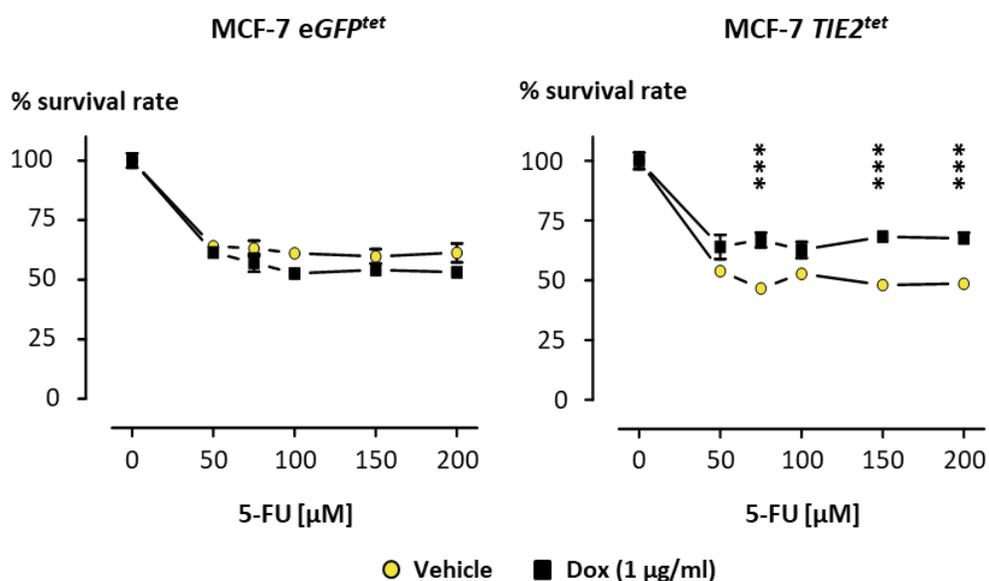 MCF-7 eGFPtet
% survival rate
100
75
50
25
0
0 50 100 150 200
5-FU [µM]
MCF-7 TIE2tet
% survival rate
100
75
50
25
0
*** *** ***
0 50 100 150 200
5-FU [µM]
Vehicle Dox (1 µg/ml)